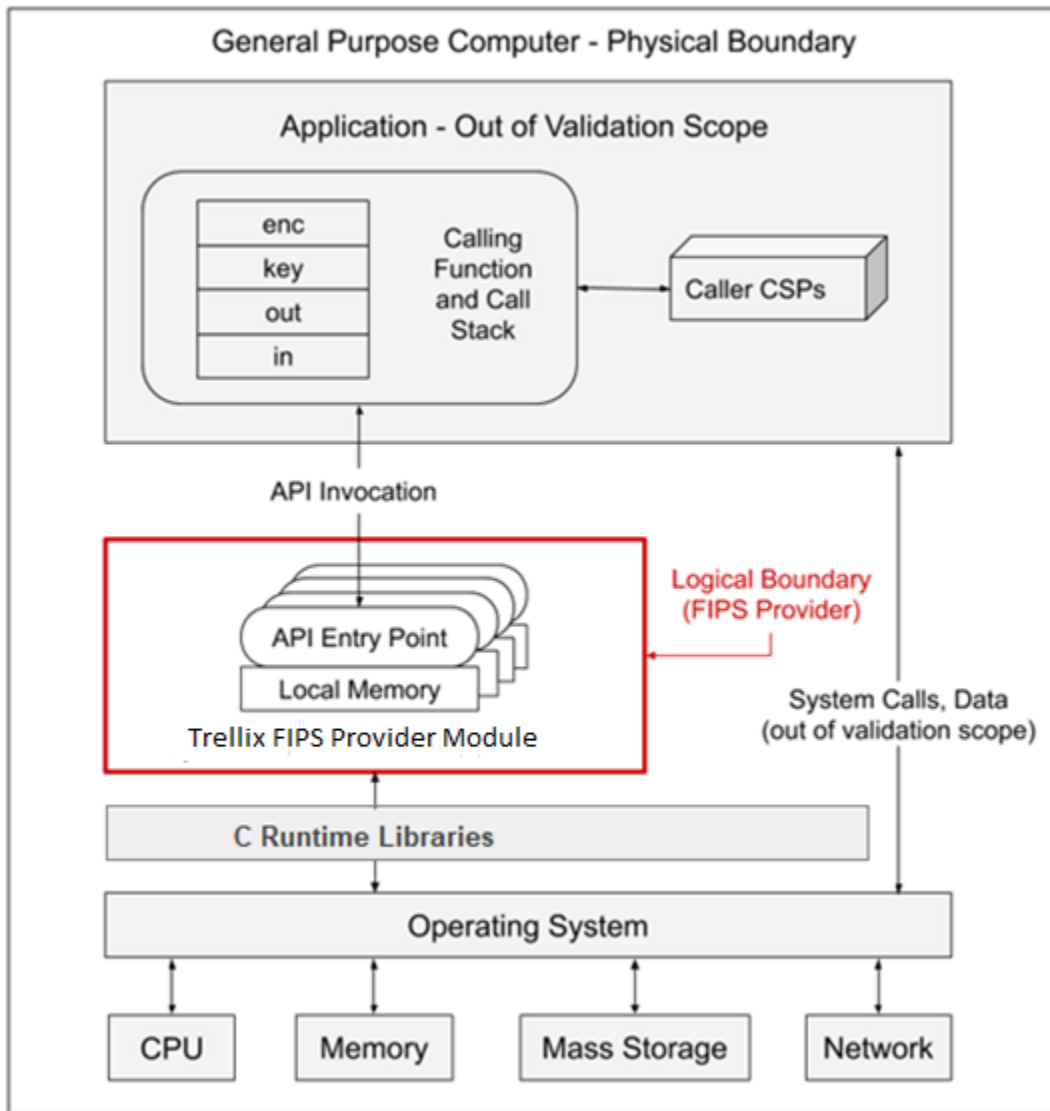 General Purpose Computer - Physical Boundary
Application - Out of Validation Scope
enc
key
out
in
Calling
Function
and Call
Stack
Caller CSPs
API Invocation
Logical Boundary
(FIPS Provider)
API Entry Point
Local Memory
Trellix FIPS Provider Module
System Calls, Data
(out of validation scope)
C Runtime Libraries
Operating System
CPU
Memory
Mass Storage
Network